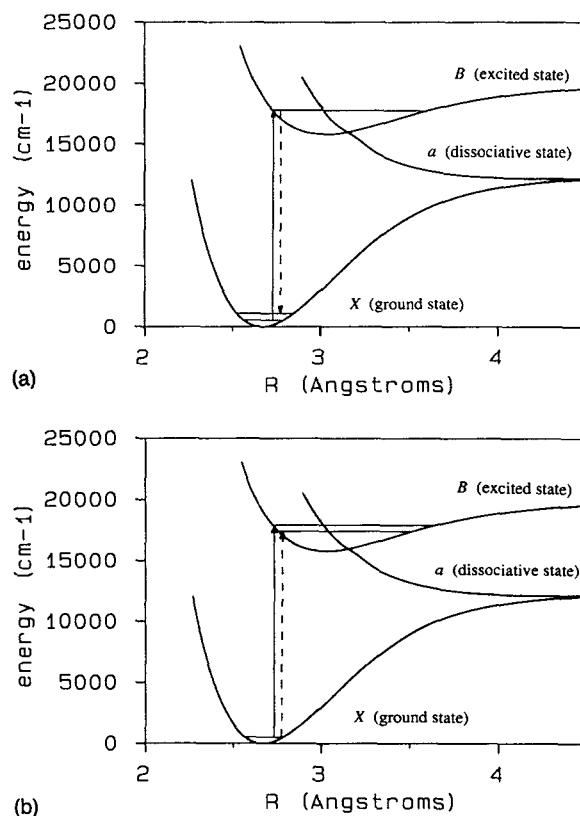 25000
20000
15000
10000
5000
0
energy (cm-1)
B (excited state)
a (dissociative state)
X (ground state)
2
3
4
R (Angstroms)
(a)
25000
20000
15000
10000
5000
0
energy (cm-1)
B (excited state)
a (dissociative state)
X (ground state)
2
3
4
R (Angstroms)
(b)